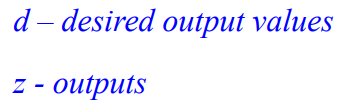 d – desired output values
z - outputs